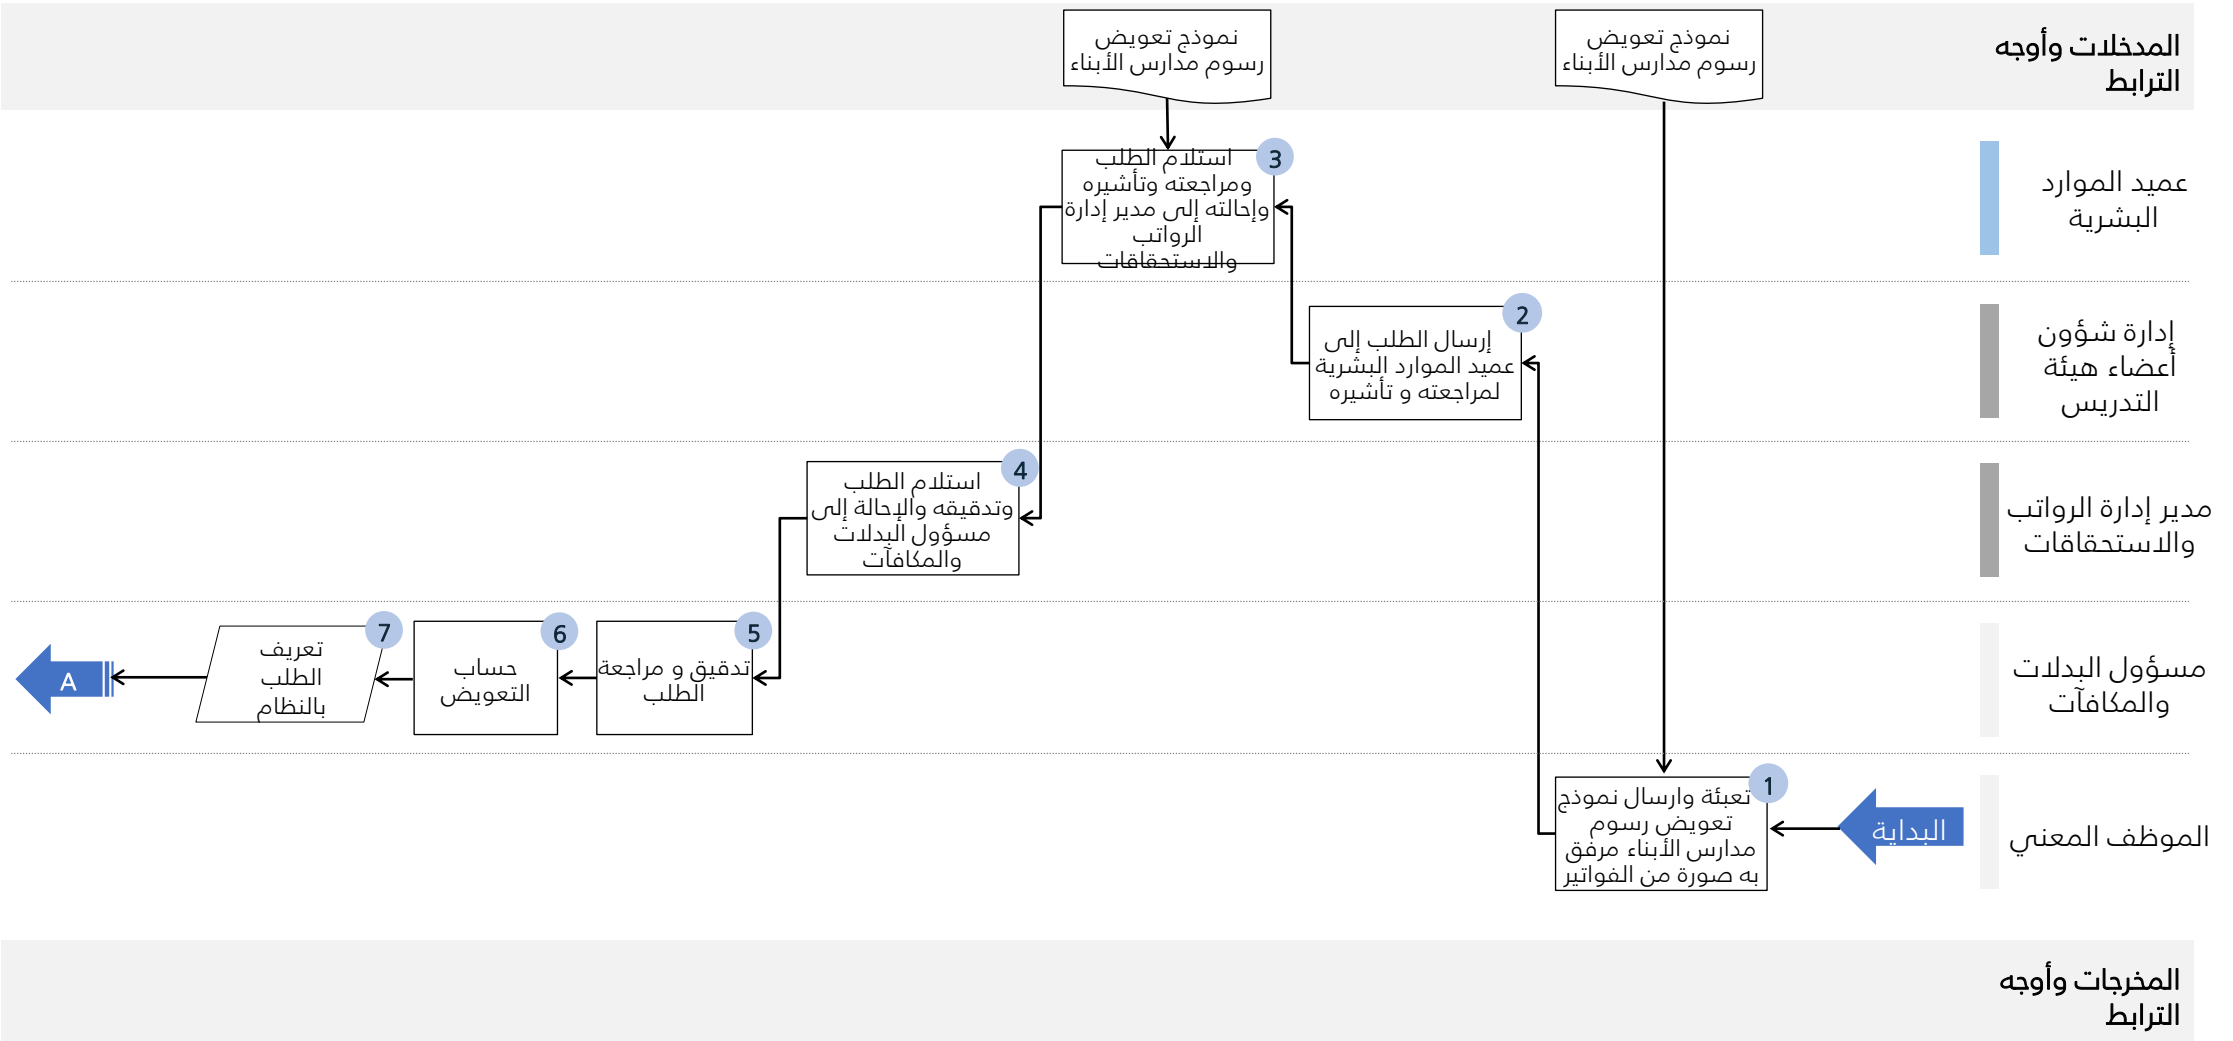 المدخلات وأوجه
الترابط
نموذج تعويض
رسوم مدارس الأبناء
نموذج تعويض
رسوم مدارس الأبناء
عميد الموارد
البشرية
3
استلام الطلب
ومراجعته وتأشيره
وإحالته إلى مدير إدارة
الرواتب
والاستحقاقات
إدارة شؤون
أعضاء هيئة
التدريس
2
إرسال الطلب إلى
عميد الموارد البشرية
لمراجعته و تأشيره
مدير إدارة الرواتب
والاستحقاقات
4
استلام الطلب
وتدقيقه والإحالة إلى
مسؤول البدلات
والمكافآت
مسؤول البدلات
والمكافآت
5
تدقيق و مراجعة
الطلب
6
حساب
التعويض
7
تعريف
الطلب
بالنظام
A
الموظف المعني
البداية
1
تعبئة وارسال نموذج
تعويض رسوم
مدارس الأبناء مرفق
به صورة من الفواتير
المخرجات وأوجه
الترابط